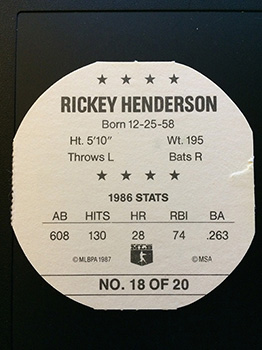 ★ ★ ★ ★
RICKEY HENDERSON
Born 12-25-58
Ht. 5'10" Wt. 195
Throws L Bats R
★ ★ ★ ★
1986 STATS
AB HITS HR RBI BA
608 130 28 74 .263
©MLBPA 1987 ©MSA
NO. 18 OF 20